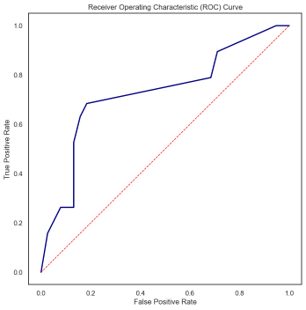 Receiver Operating Characteristic (ROC) Curve
1.0
0.8
0.6
0.4
0.2
0.0
True Positive Rate
0.0 0.2 0.4 0.6 0.8 1.0
False Positive Rate